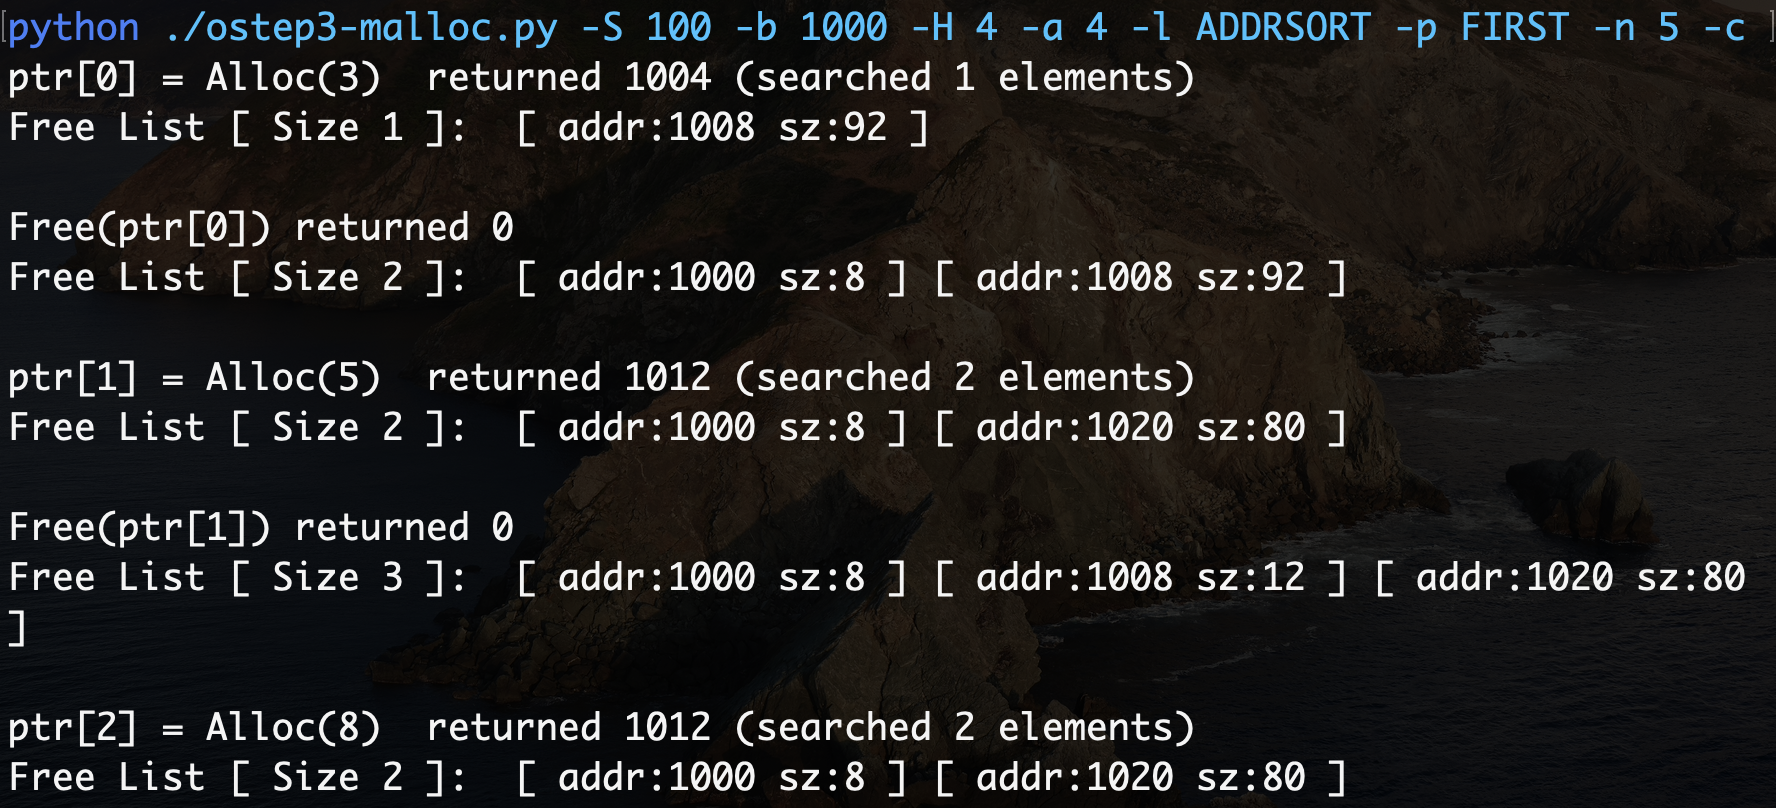 python ./ostep3-malloc.py -S 100 -b 1000 -H 4 -a 4 -l ADDRSORT -p FIRST -n 5 -c
ptr[0] = Alloc(3)  returned 1004 (searched 1 elements)
Free List [ Size 1 ]:  [ addr:1008 sz:92 ]
Free(ptr[0]) returned 0
Free List [ Size 2 ]:  [ addr:1000 sz:8 ] [ addr:1008 sz:92 ]
ptr[1] = Alloc(5)  returned 1012 (searched 2 elements)
Free List [ Size 2 ]:  [ addr:1000 sz:8 ] [ addr:1020 sz:80 ]
Free(ptr[1]) returned 0
Free List [ Size 3 ]:  [ addr:1000 sz:8 ] [ addr:1008 sz:12 ] [ addr:1020 sz:80
]
ptr[2] = Alloc(8)  returned 1012 (searched 2 elements)
Free List [ Size 2 ]:  [ addr:1000 sz:8 ] [ addr:1020 sz:80 ]